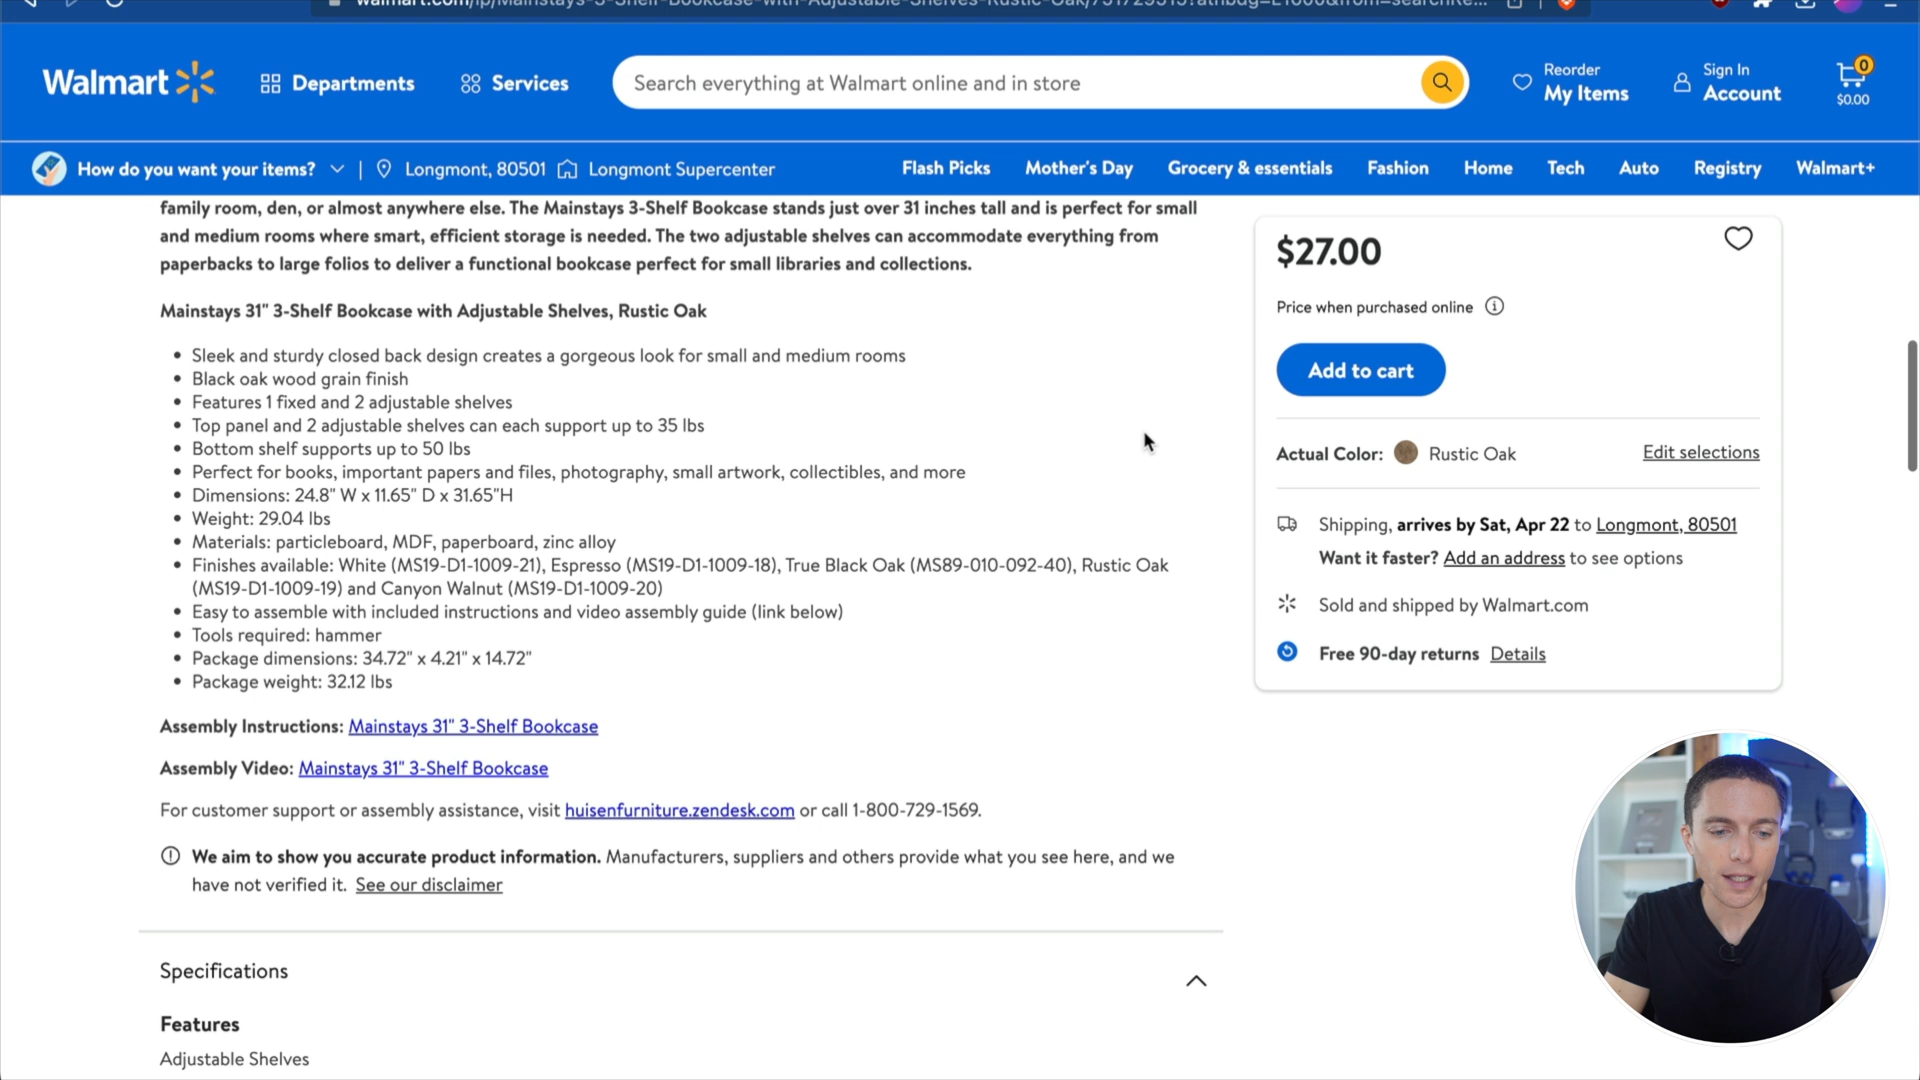 Walmart
Departments
Services
Search everything at Walmart online and in store
Reorder
My Items
Sign In
Account
0
$0.00
How do you want your items?
Longmont, 80501
Longmont Supercenter
Flash Picks
Mother's Day
Grocery & essentials
Fashion
Home
Tech
Auto
Registry
Walmart+
family room, den, or almost anywhere else. The Mainstays 3-Shelf Bookcase stands just over 31 inches tall and is perfect for small
and medium rooms where smart, efficient storage is needed. The two adjustable shelves can accommodate everything from
paperbacks to large folios to deliver a functional bookcase perfect for small libraries and collections.
Mainstays 31" 3-Shelf Bookcase with Adjustable Shelves, Rustic Oak
Sleek and sturdy closed back design creates a gorgeous look for small and medium rooms
Black oak wood grain finish
Features 1 fixed and 2 adjustable shelves
Top panel and 2 adjustable shelves can each support up to 35 lbs
Bottom shelf supports up to 50 lbs
Perfect for books, important papers and files, photography, small artwork, collectibles, and more
Dimensions: 24.8" W x 11.65" D x 31.65"H
Weight: 29.04 lbs
Materials: particleboard, MDF, paperboard, zinc alloy
Finishes available: White (MS19-D1-1009-21), Espresso (MS19-D1-1009-18), True Black Oak (MS89-010-092-40), Rustic Oak
(MS19-D1-1009-19) and Canyon Walnut (MS19-D1-1009-20)
Easy to assemble with included instructions and video assembly guide (link below)
Tools required: hammer
Package dimensions: 34.72" x 4.21" x 14.72"
Package weight: 32.12 lbs
Assembly Instructions: Mainstays 31" 3-Shelf Bookcase
Assembly Video: Mainstays 31" 3-Shelf Bookcase
For customer support or assembly assistance, visit huisenfurniture.zendesk.com or call 1-800-729-1569.
We aim to show you accurate product information. Manufacturers, suppliers and others provide what you see here, and we
have not verified it. See our disclaimer
Specifications
Features
Adjustable Shelves
$27.00
Price when purchased online
Add to cart
Actual Color: Rustic Oak
Edit selections
Shipping, arrives by Sat, Apr 22 to Longmont, 80501
Want it faster? Add an address to see options
Sold and shipped by Walmart.com
Free 90-day returns Details